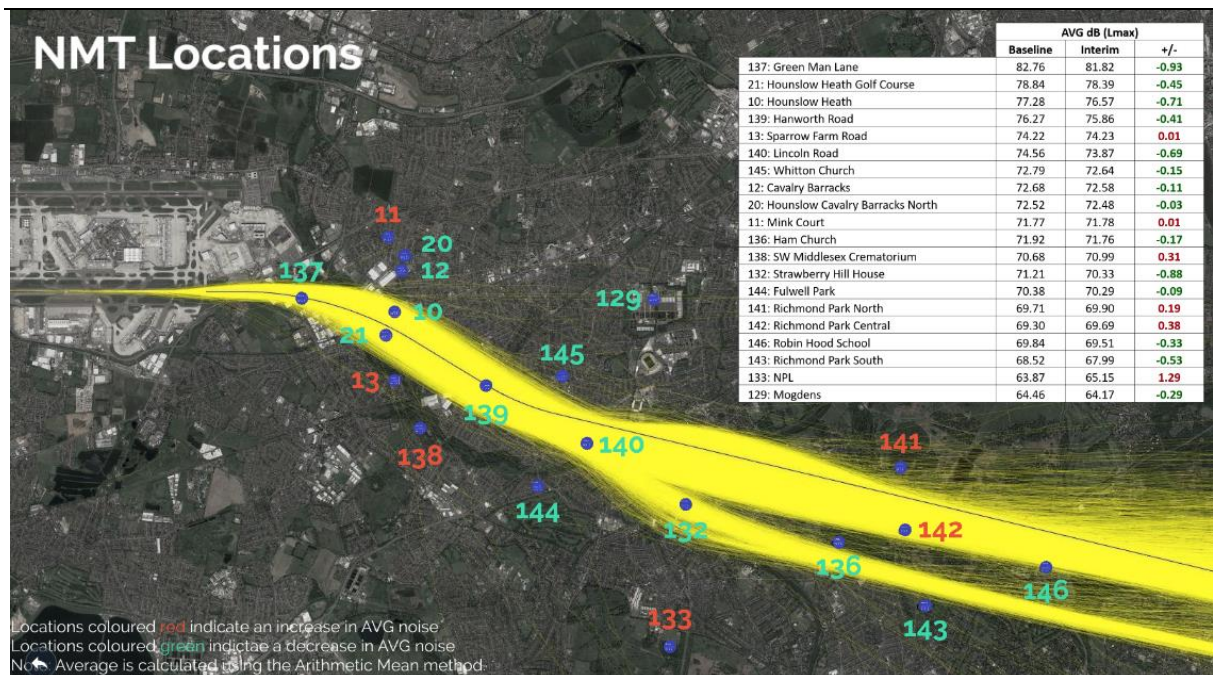 NMT Locations
AVG dB (Lmax)
Baseline Interim +/-
137: Green Man Lane 82.76 81.82 -0.93
21: Hounslow Heath Golf Course 78.84 78.39 -0.45
10: Hounslow Heath 77.28 76.57 -0.71
139: Hanworth Road 76.27 75.86 -0.41
13: Sparrow Farm Road 74.22 74.23 0.01
140: Lincoln Road 74.56 73.87 -0.69
145: Whitton Church 72.79 72.64 -0.15
12: Cavalry Barracks 72.68 72.58 -0.11
20: Hounslow Cavalry Barracks North 72.52 72.48 -0.03
11: Mink Court 71.77 71.78 0.01
136: Ham Church 71.92 71.76 -0.17
138: SW Middlesex Crematorium 70.68 70.99 0.31
132: Strawberry Hill House 71.21 70.33 -0.88
144: Fulwell Park 70.38 70.29 -0.09
141: Richmond Park North 69.71 69.90 0.19
142: Richmond Park Central 69.30 69.69 0.38
146: Robin Hood School 69.84 69.51 -0.33
143: Richmond Park South 68.52 67.99 -0.53
133: NPL 63.87 65.15 1.29
129: Mogdens 64.46 64.17 -0.29
11
20
12
137
129
10
21
145
13
139
140
141
138
144
132
142
136
146
143
133
Locations coloured red indicate an increase in AVG noise
Locations coloured green indictae a decrease in AVG noise
Note Average is calculated using the Arithmetic Mean method